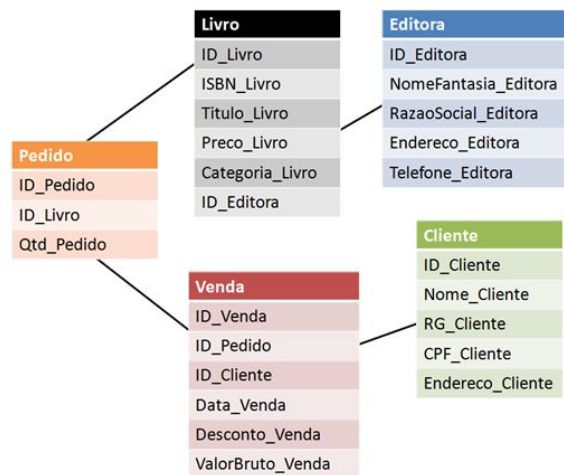 Livro
ID_Livro
ISBN_Livro
Titulo_Livro
Preco_Livro
Categoria_Livro
ID_Editora
Editora
ID_Editora
NomeFantasia_Editora
RazaoSocial_Editora
Endereco_Editora
Telefone_Editora
Pedido
ID_Pedido
ID_Livro
Qtd_Pedido
Cliente
ID_Cliente
Nome_Cliente
RG_Cliente
CPF_Cliente
Endereco_Cliente
Venda
ID_Venda
ID_Pedido
ID_Cliente
Data_Venda
Desconto_Venda
ValorBruto_Venda